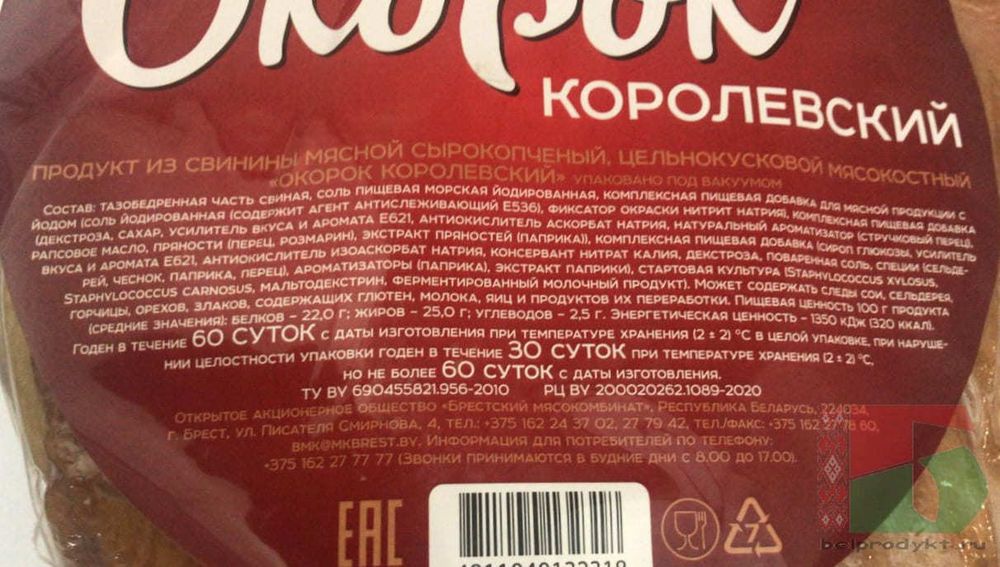 Окорок
КОРОЛЕВСКИЙ
ПРОДУКТ ИЗ СВИНИНЫ МЯСНОЙ СЫРОКОПЧЕНЫЙ, ЦЕЛЬНОКУСКОВОЙ МЯСОКОСТНЫЙ
«ОКОРОК КОРОЛЕВСКИЙ» УПАКОВАНО ПОД ВАКУУМОМ
СОСТАВ: ТАЗОБЕДРЕННАЯ ЧАСТЬ СВИНАЯ, СОЛЬ ПИЩЕВАЯ МОРСКАЯ ЙОДИРОВАННАЯ, КОМПЛЕКСНАЯ ПИЩЕВАЯ ДОБАВКА ДЛЯ МЯСНОЙ ПРОДУКЦИИ С
ЙОДОМ (СОЛЬ ЙОДИРОВАННАЯ (СОДЕРЖИТ АГЕНТ АНТИСЛЕЖИВАЮЩИЙ Е536), ФИКСАТОР ОКРАСКИ НИТРИТ НАТРИЯ), КОМПЛЕКСНАЯ ПИЩЕВАЯ ДОБАВКА
(ДЕКСТРОЗА, САХАР, УСИЛИТЕЛЬ ВКУСА И АРОМАТА Е621, АНТИОКИСЛИТЕЛЬ АСКОРБАТ НАТРИЯ, НАТУРАЛЬНЫЙ АРОМАТИЗАТОР (СТРУЧКОВЫЙ ПЕРЕЦ),
РАПСОВОЕ МАСЛО, ПРЯНОСТИ (ПЕРЕЦ, РОЗМАРИН), ЭКСТРАКТ ПРЯНОСТЕЙ (ПАПРИКА)), КОМПЛЕКСНАЯ ПИЩЕВАЯ ДОБАВКА (СИРОП ГЛЮКОЗЫ, УСИЛИТЕЛЬ
ВКУСА И АРОМАТА Е621, АНТИОКИСЛИТЕЛЬ ИЗОАСКОРБАТ НАТРИЯ, КОНСЕРВАНТ НИТРАТ КАЛИЯ, ДЕКСТРОЗА, ПОВАРЕННАЯ СОЛЬ, СПЕЦИИ (СЕЛЬДЕ-
РЕЙ, ЧЕСНОК, ПАПРИКА, ПЕРЕЦ), АРОМАТИЗАТОРЫ (ПАПРИКА), ЭКСТРАКТ ПАПРИКИ), СТАРТОВАЯ КУЛЬТУРА (STAPHYLOCOCCUS XYLOSUS,
STAPHYLOCOCCUS CARNOSUS, МАЛЬТОДЕКСТРИН, ФЕРМЕНТИРОВАННЫЙ МОЛОЧНЫЙ ПРОДУКТ). МОЖЕТ СОДЕРЖАТЬ СЛЕДЫ СОИ, СЕЛЬДЕРЕЯ,
ГОРЧИЦЫ, ОРЕХОВ, ЗЛАКОВ, СОДЕРЖАЩИХ ГЛЮТЕН, МОЛОКА, ЯИЦ И ПРОДУКТОВ ИХ ПЕРЕРАБОТКИ. ПИЩЕВАЯ ЦЕННОСТЬ 100 Г ПРОДУКТА
(СРЕДНИЕ ЗНАЧЕНИЯ): БЕЛКОВ – 22,0 Г; ЖИРОВ – 25,0 Г; УГЛЕВОДОВ – 2,5 Г. ЭНЕРГЕТИЧЕСКАЯ ЦЕННОСТЬ – 1350 КДЖ (320 ККАЛ).
ГОДЕН В ТЕЧЕНИЕ 60 СУТОК С ДАТЫ ИЗГОТОВЛЕНИЯ ПРИ ТЕМПЕРАТУРЕ ХРАНЕНИЯ (2 ± 2) °С В ЦЕЛОЙ УПАКОВКЕ, ПРИ НАРУШЕ-
НИИ ЦЕЛОСТНОСТИ УПАКОВКИ ГОДЕН В ТЕЧЕНИЕ 30 СУТОК ПРИ ТЕМПЕРАТУРЕ ХРАНЕНИЯ (2 ± 2) °С,
НО НЕ БОЛЕЕ 60 СУТОК С ДАТЫ ИЗГОТОВЛЕНИЯ.
ТУ BY 690455821.956-2010 РЦ BY 200020262.1089-2020
ОТКРЫТОЕ АКЦИОНЕРНОЕ ОБЩЕСТВО «БРЕСТСКИЙ МЯСОКОМБИНАТ», РЕСПУБЛИКА БЕЛАРУСЬ, 224034,
Г. БРЕСТ, УЛ. ПИСАТЕЛЯ СМИРНОВА, 4, ТЕЛ.: +375 162 24 37 02, 27 79 42, ТЕЛ./ФАКС: +375 162 27 78 60,
BMK@MKBREST.BY. ИНФОРМАЦИЯ ДЛЯ ПОТРЕБИТЕЛЕЙ ПО ТЕЛЕФОНУ:
+375 162 27 77 77 (ЗВОНКИ ПРИНИМАЮТСЯ В БУДНИЕ ДНИ С 8.00 ДО 17.00).
EAC
7
belprodykt.ru